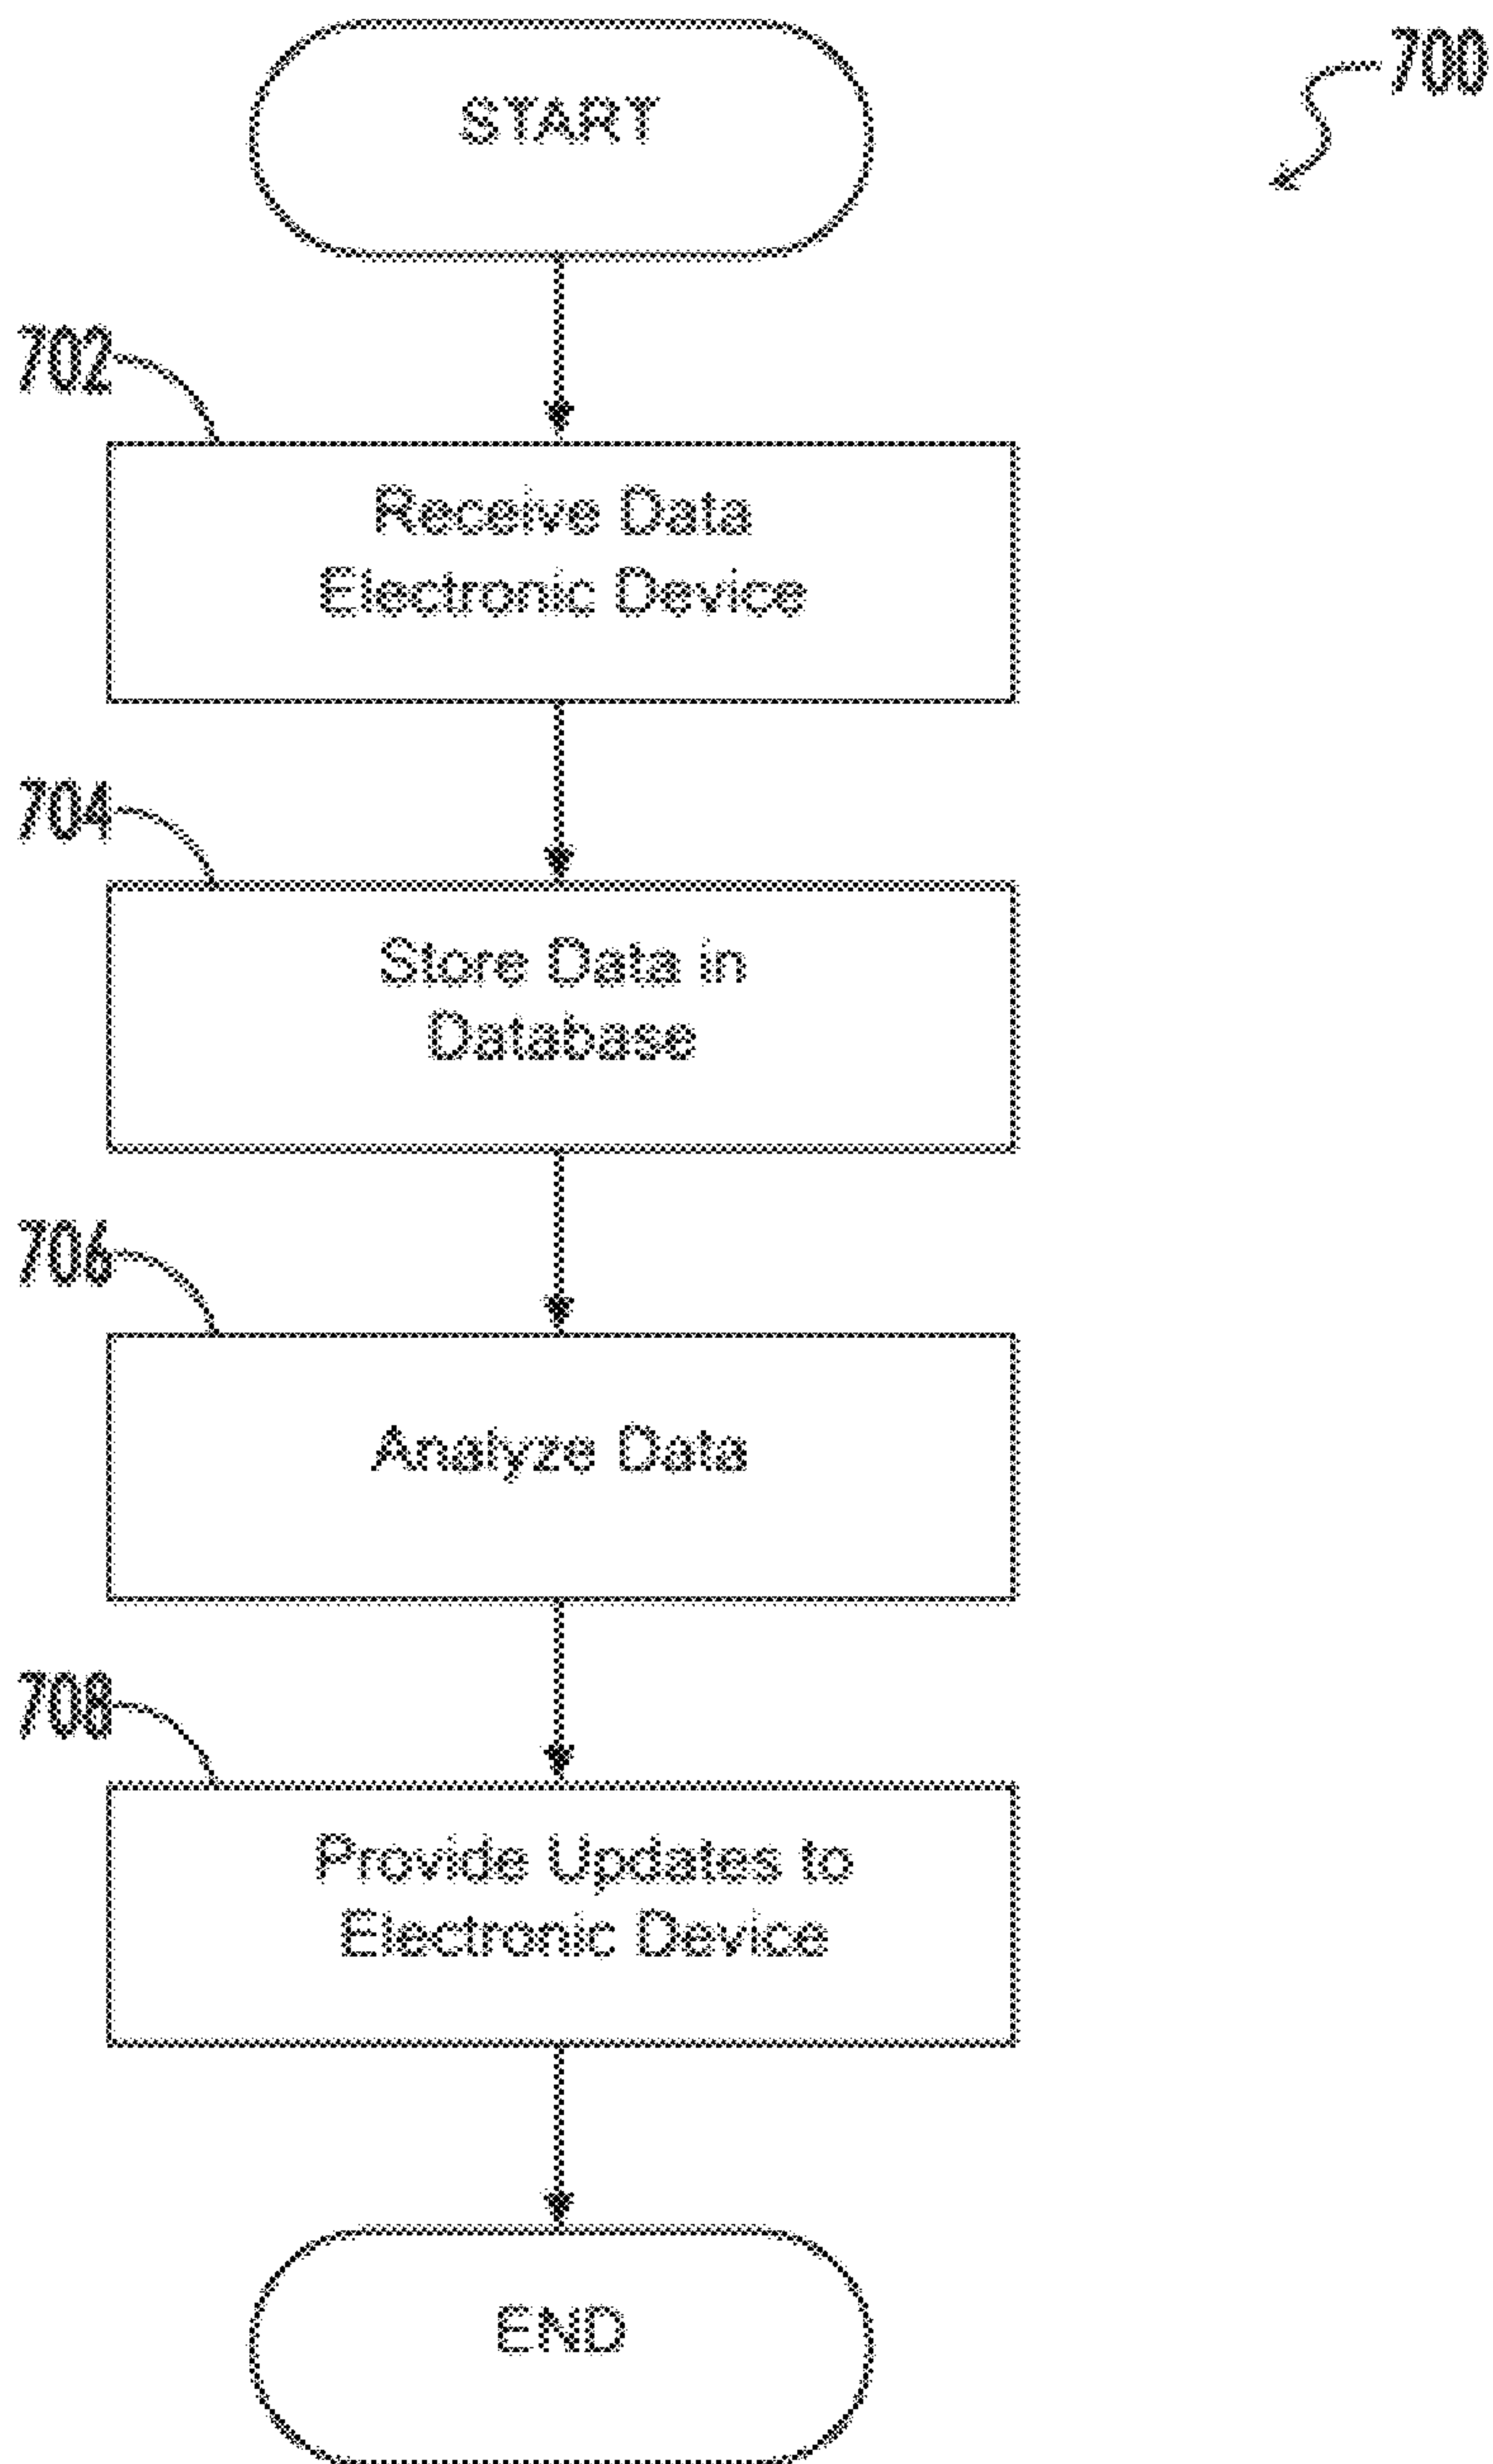 START
700
702
Receive Data
Electronic Device
704
Store Data in
Database
706
Analyze Data
708
Provide Updates to
Electronic Device
END